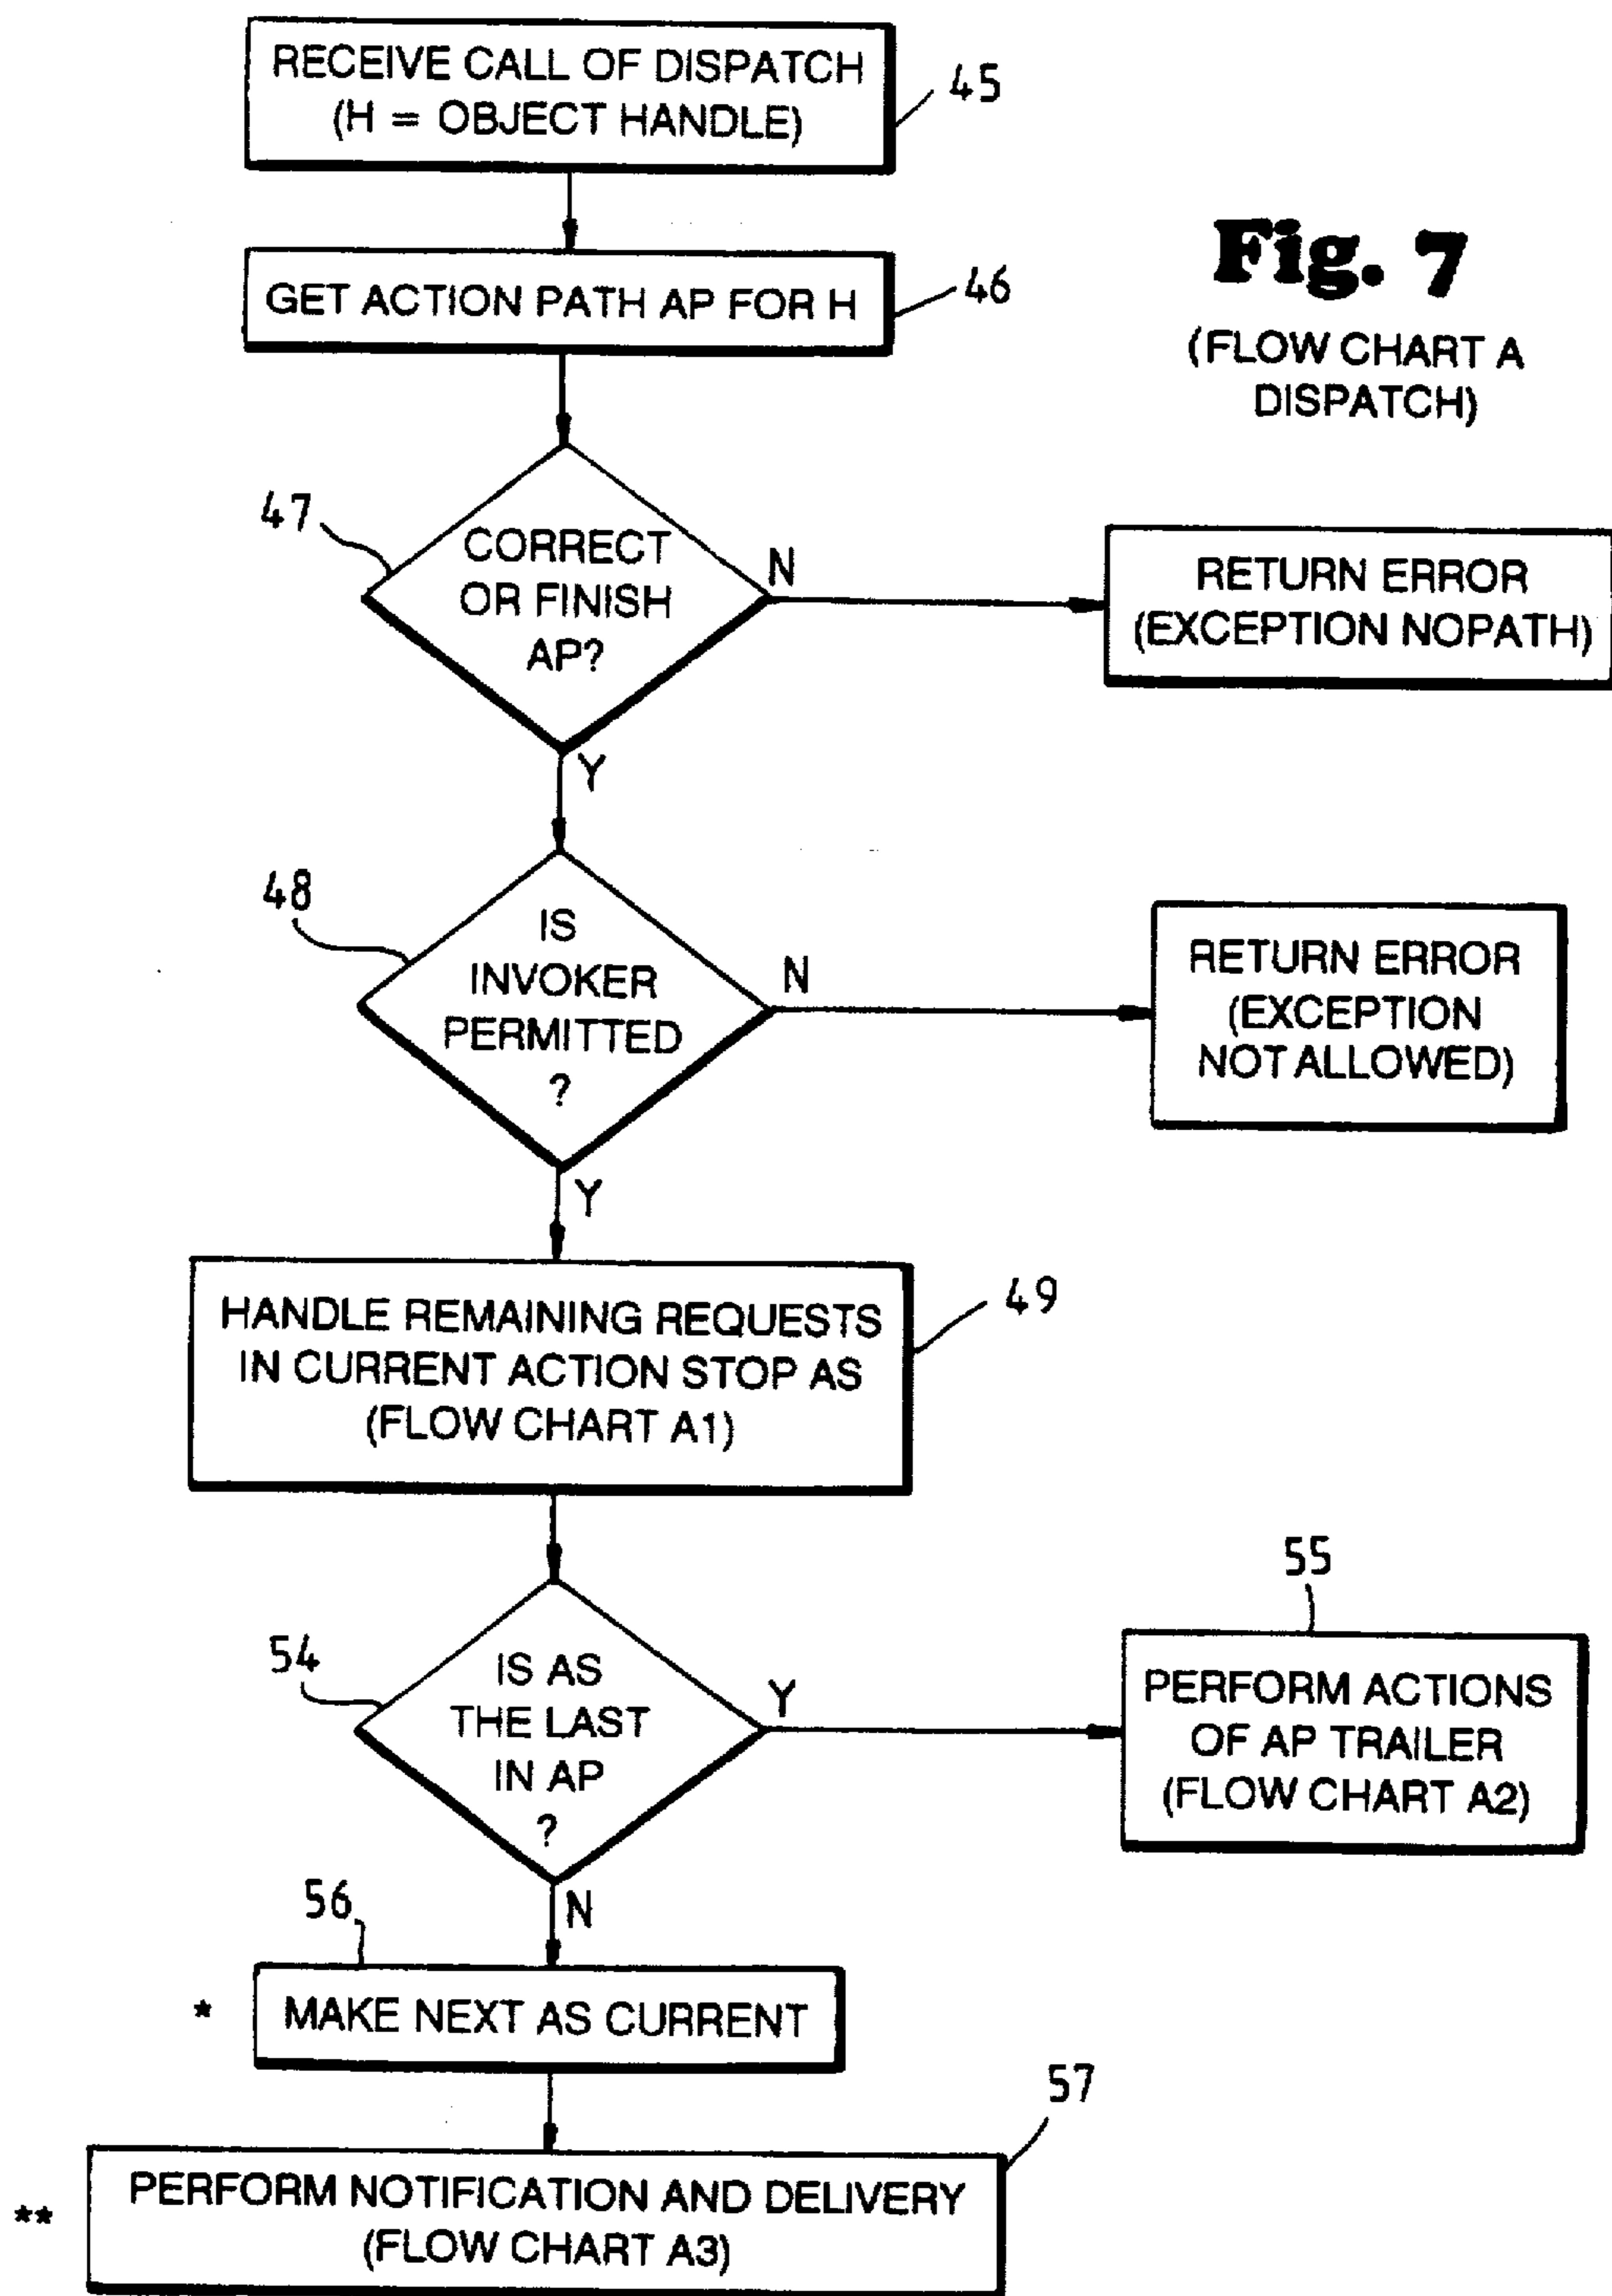 RECEIVE CALL OF DISPATCH
(H = OBJECT HANDLE)
45
GET ACTION PATH AP FOR H
46
Fig. 7
(FLOW CHART A
DISPATCH)
47
CORRECT
OR FINISH
AP?
N
RETURN ERROR
(EXCEPTION NOPATH)
Y
48
IS
INVOKER
PERMITTED
?
N
RETURN ERROR
(EXCEPTION
NOT ALLOWED)
Y
HANDLE REMAINING REQUESTS
IN CURRENT ACTION STOP AS
(FLOW CHART A1)
49
54
IS AS
THE LAST
IN AP
?
Y
55
PERFORM ACTIONS
OF AP TRAILER
(FLOW CHART A2)
N
56
* MAKE NEXT AS CURRENT
57
** PERFORM NOTIFICATION AND DELIVERY
(FLOW CHART A3)